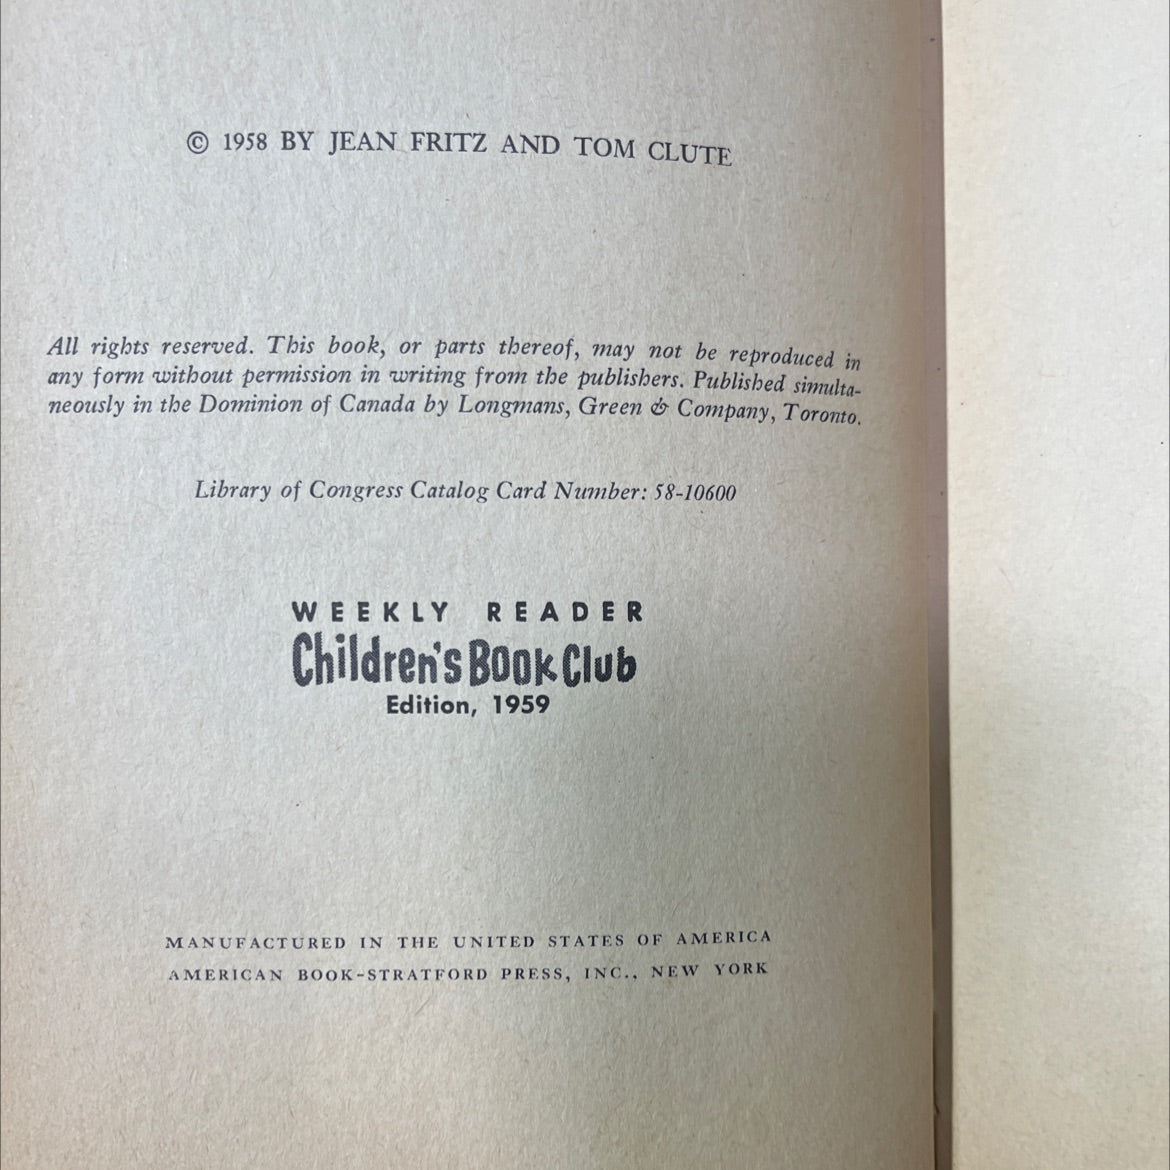 © 1958 BY JEAN FRITZ AND TOM CLUTE
All rights reserved. This book, or parts thereof, may not be reproduced in
any form without permission in writing from the publishers. Published simulta-
neously in the Dominion of Canada by Longmans, Green & Company, Toronto.
Library of Congress Catalog Card Number: 58-10600
WEEKLY READER
Children's Book Club
Edition, 1959
MANUFACTURED IN THE UNITED STATES OF AMERICA
AMERICAN BOOK-STRATFORD PRESS, INC., NEW YORK